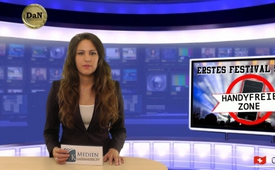 DaN
ERSTES FESTIVAL
HANDYFREIE
ZONE
MEDIEN